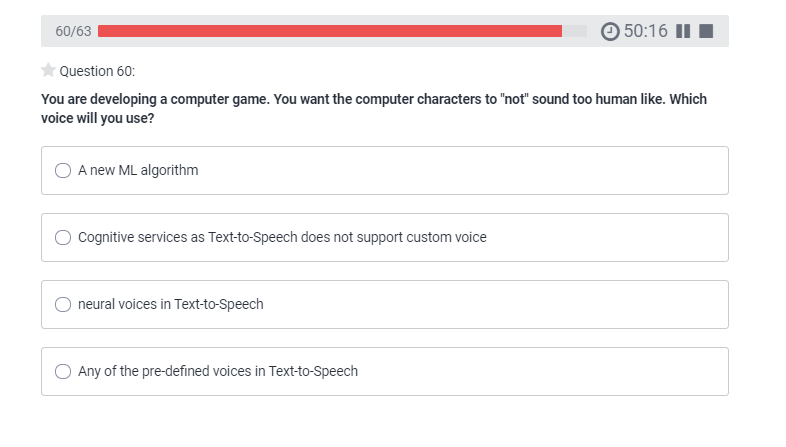 60/63 50:16
Question 60:
You are developing a computer game. You want the computer characters to "not" sound too human like. Which
voice will you use?
A new ML algorithm
Cognitive services as Text-to-Speech does not support custom voice
neural voices in Text-to-Speech
Any of the pre-defined voices in Text-to-Speech